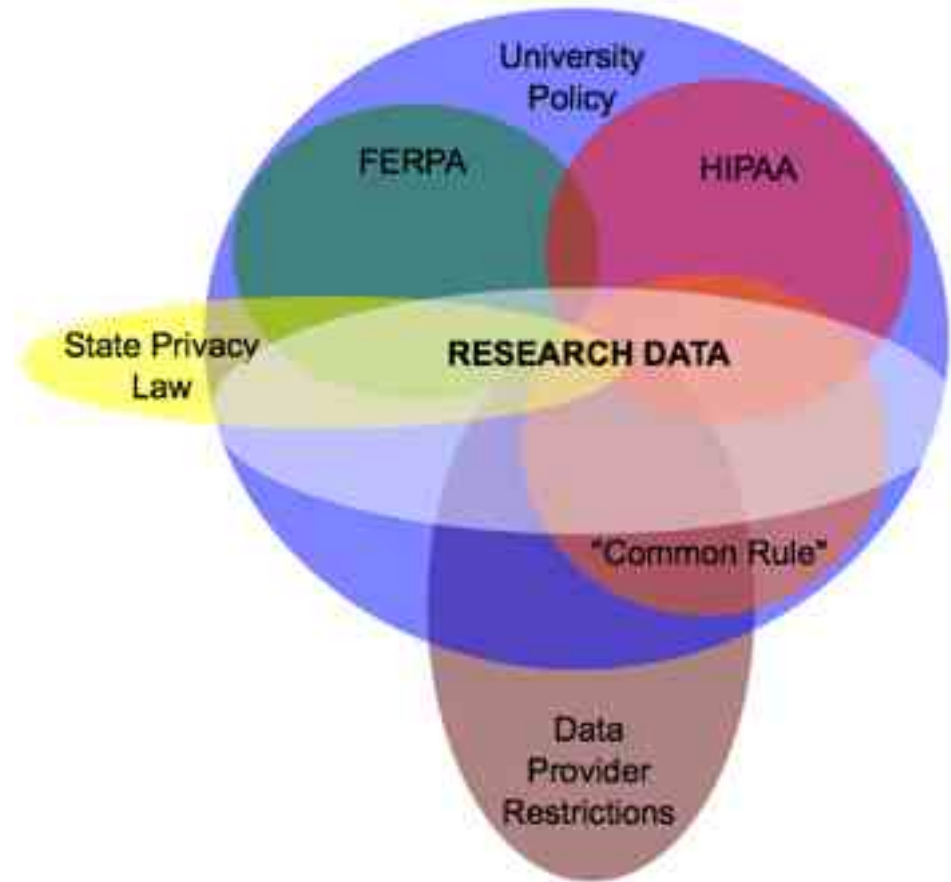 University
Policy
FERPA
HIPAA
State Privacy
Law
RESEARCH DATA
"Common Rule"
Data
Provider
Restrictions